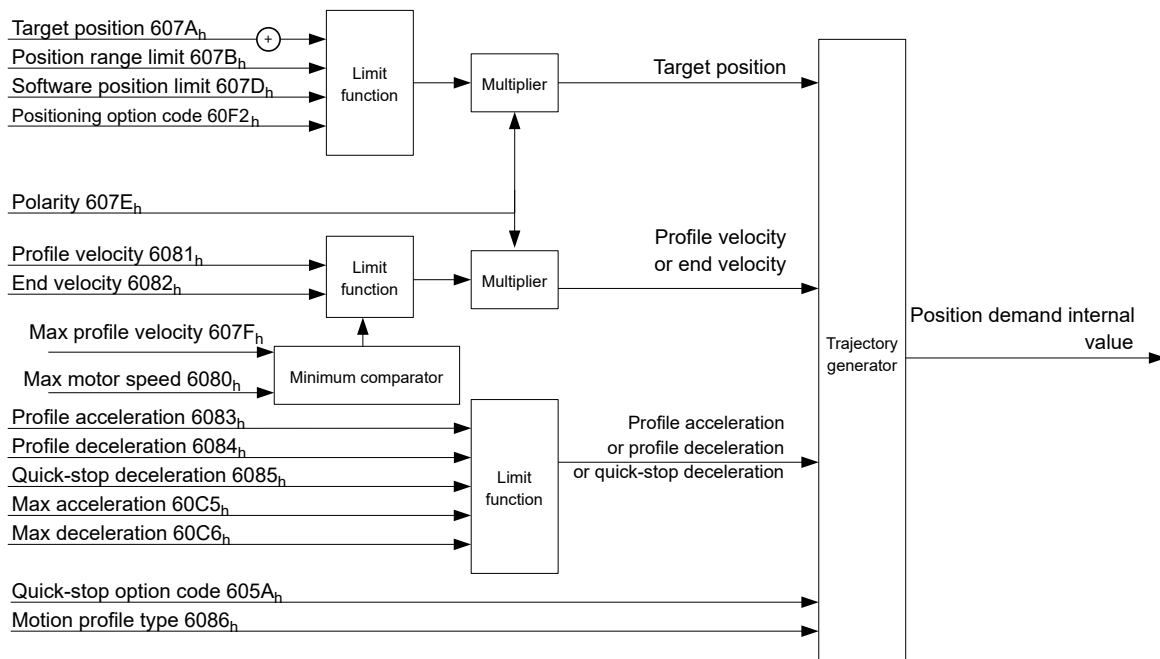 Target position 607Ah
+
Position range limit 607Bh
Software position limit 607Dh
Positioning option code 60F2h
Limit
function
Multiplier
Target position
Polarity 607Eh
Profile velocity 6081h
End velocity 6082h
Limit
function
Multiplier
Profile velocity
or end velocity
Max profile velocity 607Fh
Max motor speed 6080h
Minimum comparator
Trajectory
generator
Position demand internal
value
Profile acceleration 6083h
Profile deceleration 6084h
Quick-stop deceleration 6085h
Max acceleration 60C5h
Max deceleration 60C6h
Limit
function
Profile acceleration
or profile deceleration
or quick-stop deceleration
Quick-stop option code 605Ah
Motion profile type 6086h